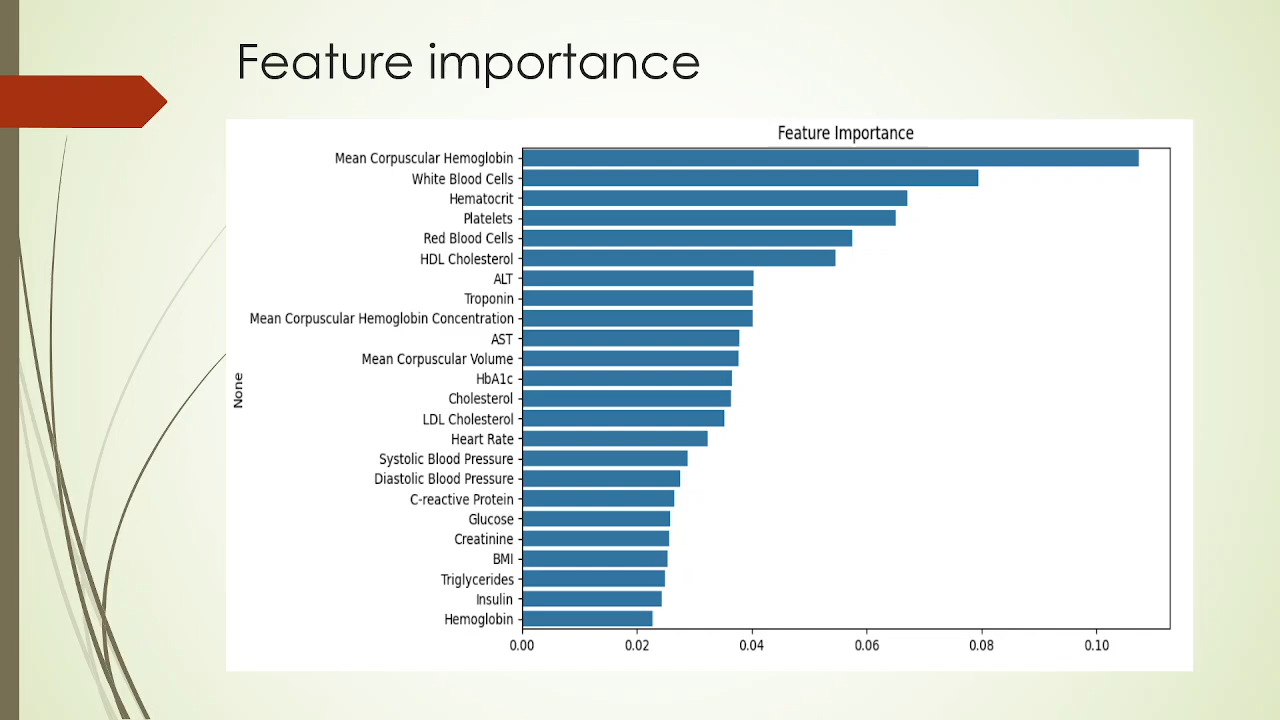 Feature importance
Feature Importance
Mean Corpuscular Hemoglobin
White Blood Cells
Hematocrit
Platelets
Red Blood Cells
HDL Cholesterol
ALT
Troponin
Mean Corpuscular Hemoglobin Concentration
AST
Mean Corpuscular Volume
HbA1c
Cholesterol
LDL Cholesterol
Heart Rate
Systolic Blood Pressure
Diastolic Blood Pressure
C-reactive Protein
Glucose
Creatinine
BMI
Triglycerides
Insulin
Hemoglobin
None
0.00 0.02 0.04 0.06 0.08 0.10